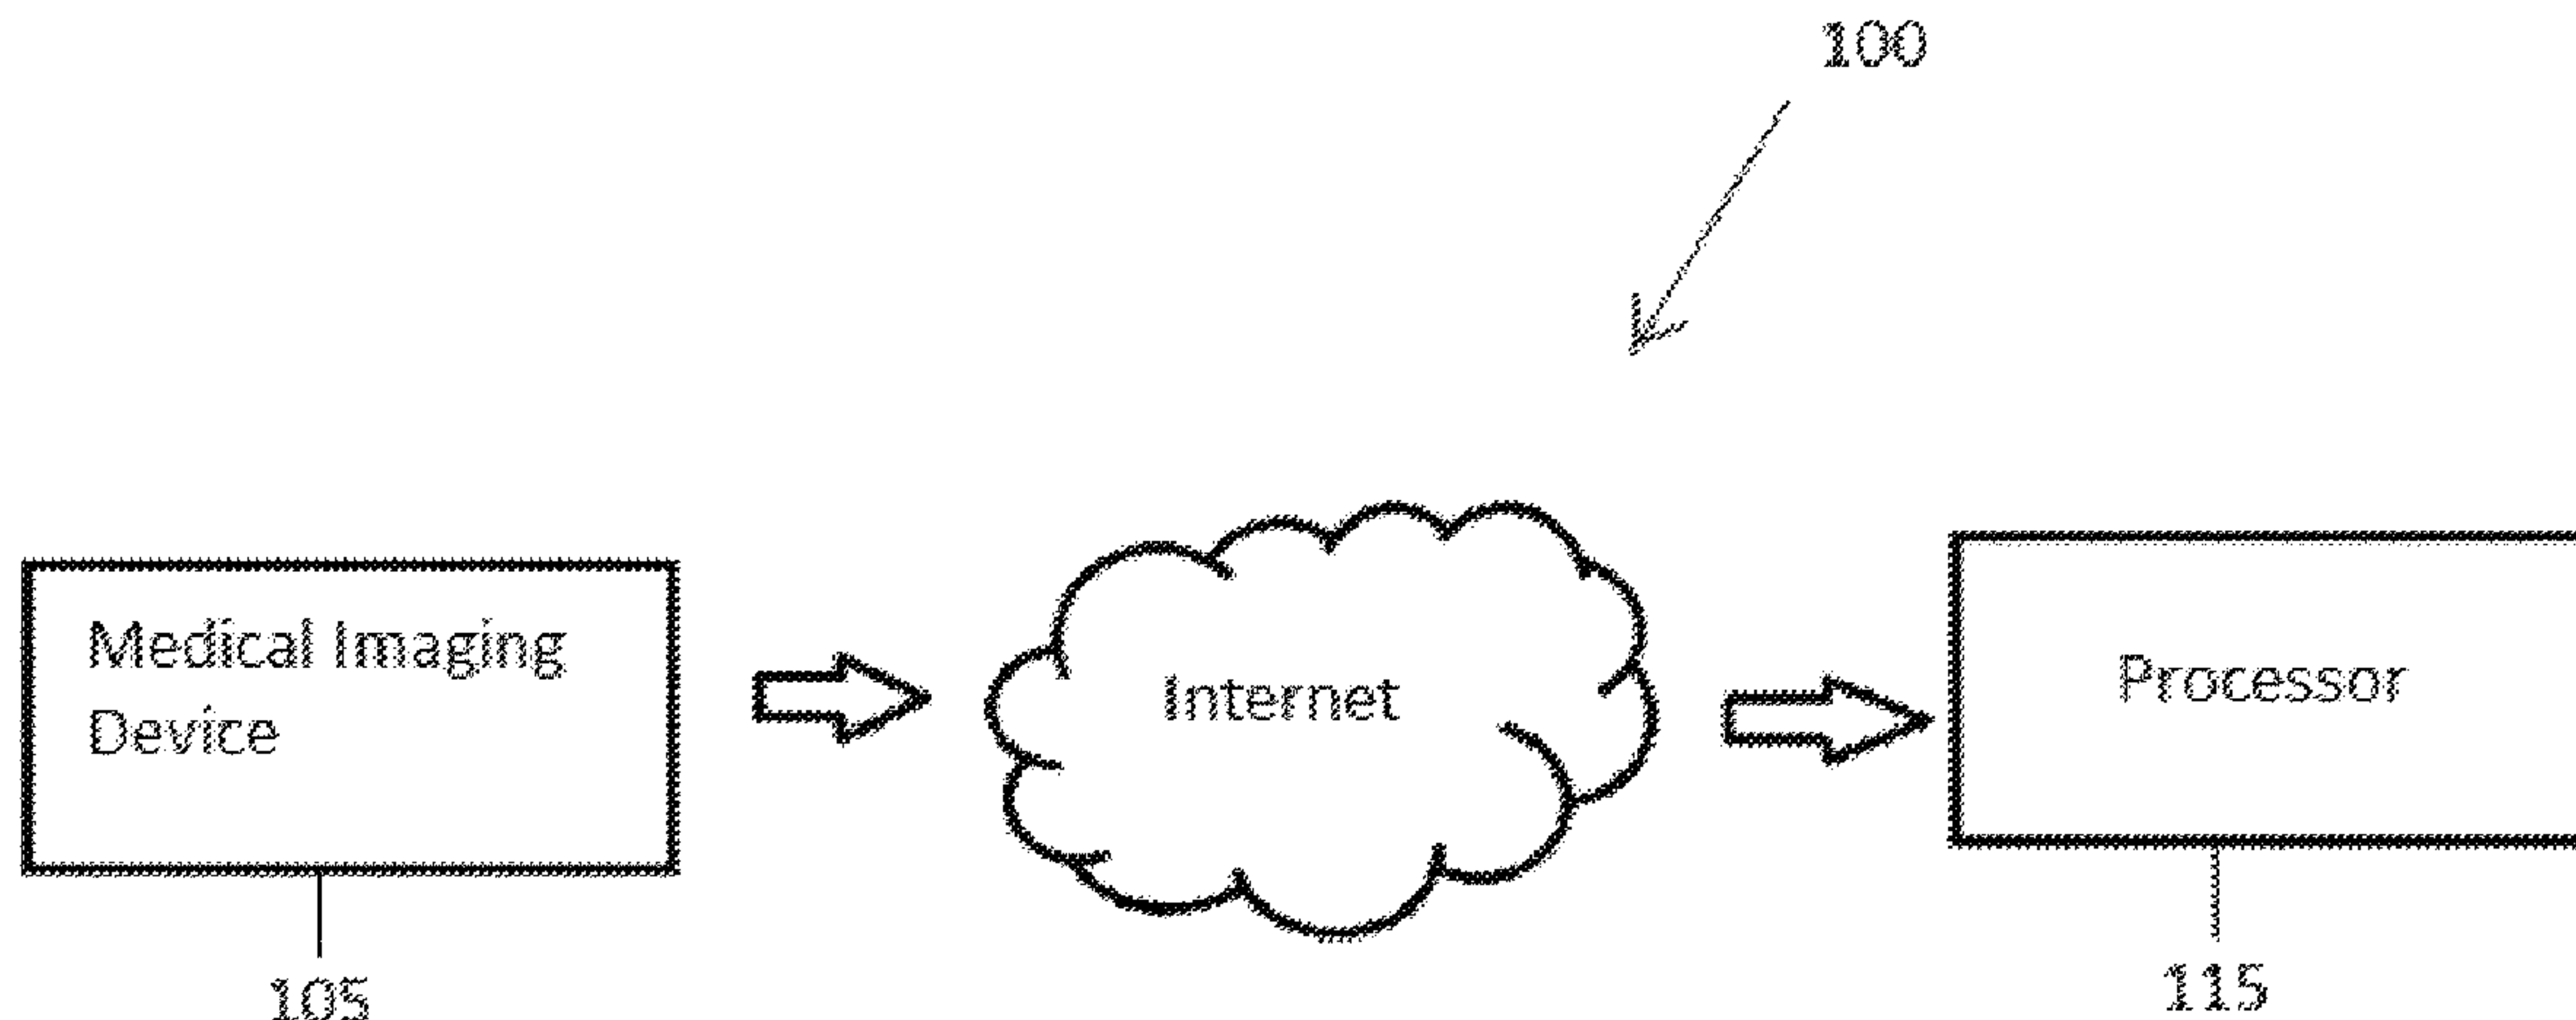 100
Medical Imaging
Device
Internet
Processor
105
115